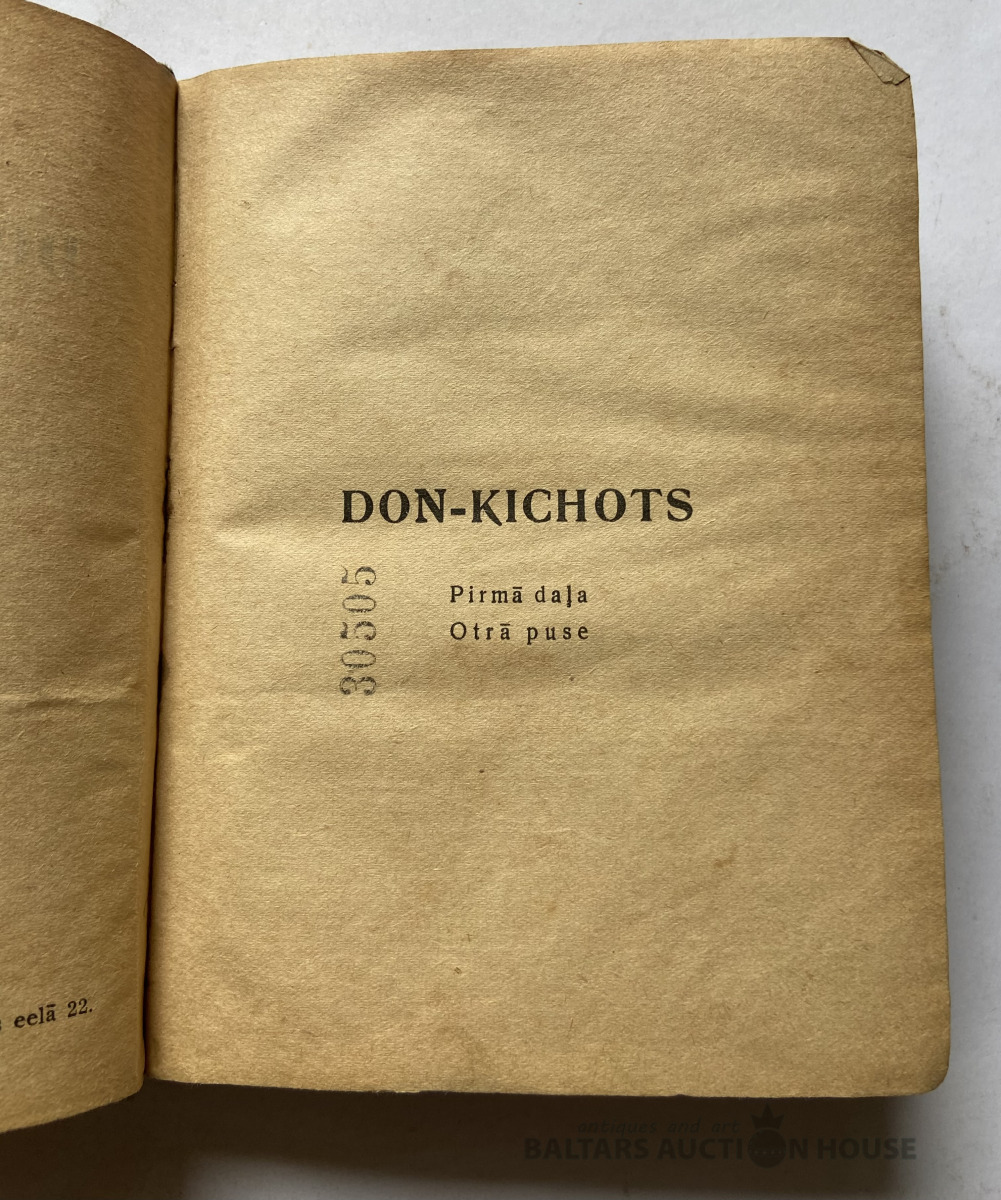 DON-KICHOTS
Pirmā daļa
Otrā puse
30505
eelā 22.
antiques and art
BALTARS AUCTION HOUSE